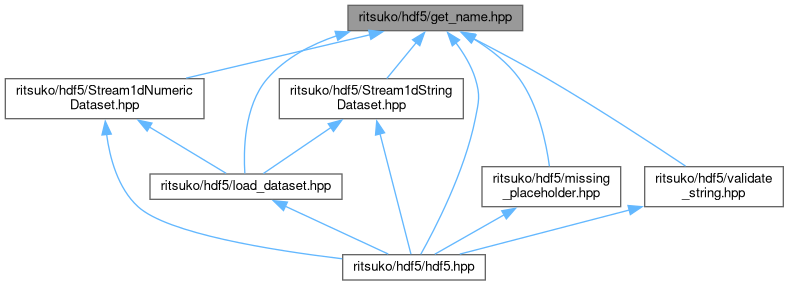 ritsuko/hdf5/get_name.hpp
ritsuko/hdf5/Stream1dNumeric
Dataset.hpp
ritsuko/hdf5/Stream1dString
Dataset.hpp
ritsuko/hdf5/load_dataset.hpp
ritsuko/hdf5/missing
_placeholder.hpp
ritsuko/hdf5/validate
_string.hpp
ritsuko/hdf5/hdf5.hpp